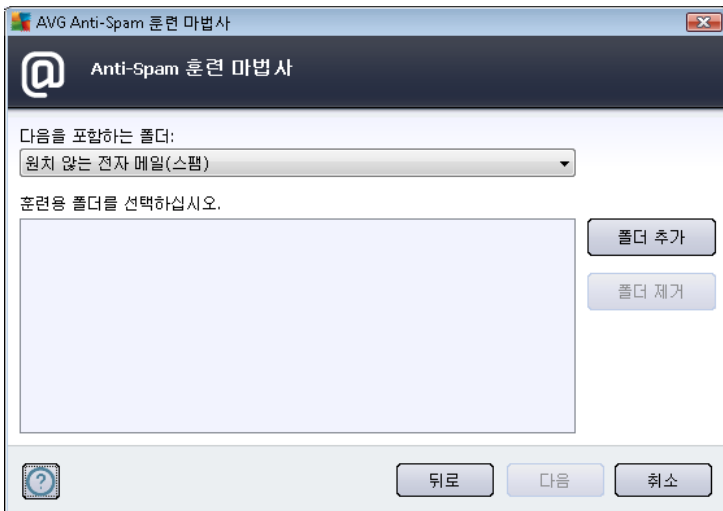 AVG Anti-Spam 훈련 마법사
Anti-Spam 훈련 마법사
다음을 포함하는 폴더:
원치 않는 전자 메일(스팸)
훈련용 폴더를 선택하십시오.
폴더 추가
폴더 제거
뒤로
다음
취소